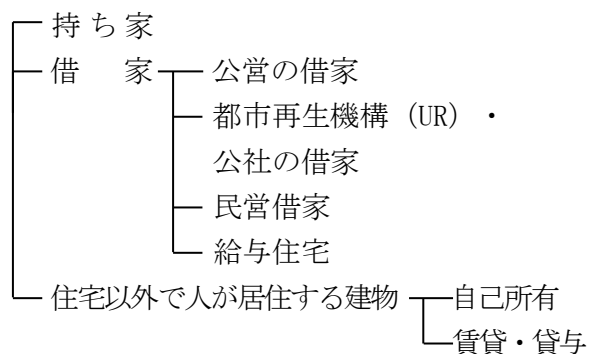 持ち家
借家 公営の借家
都市再生機構（UR）・
公社の借家
民営借家
給与住宅
住宅以外で人が居住する建物 自己所有
賃貸・貸与